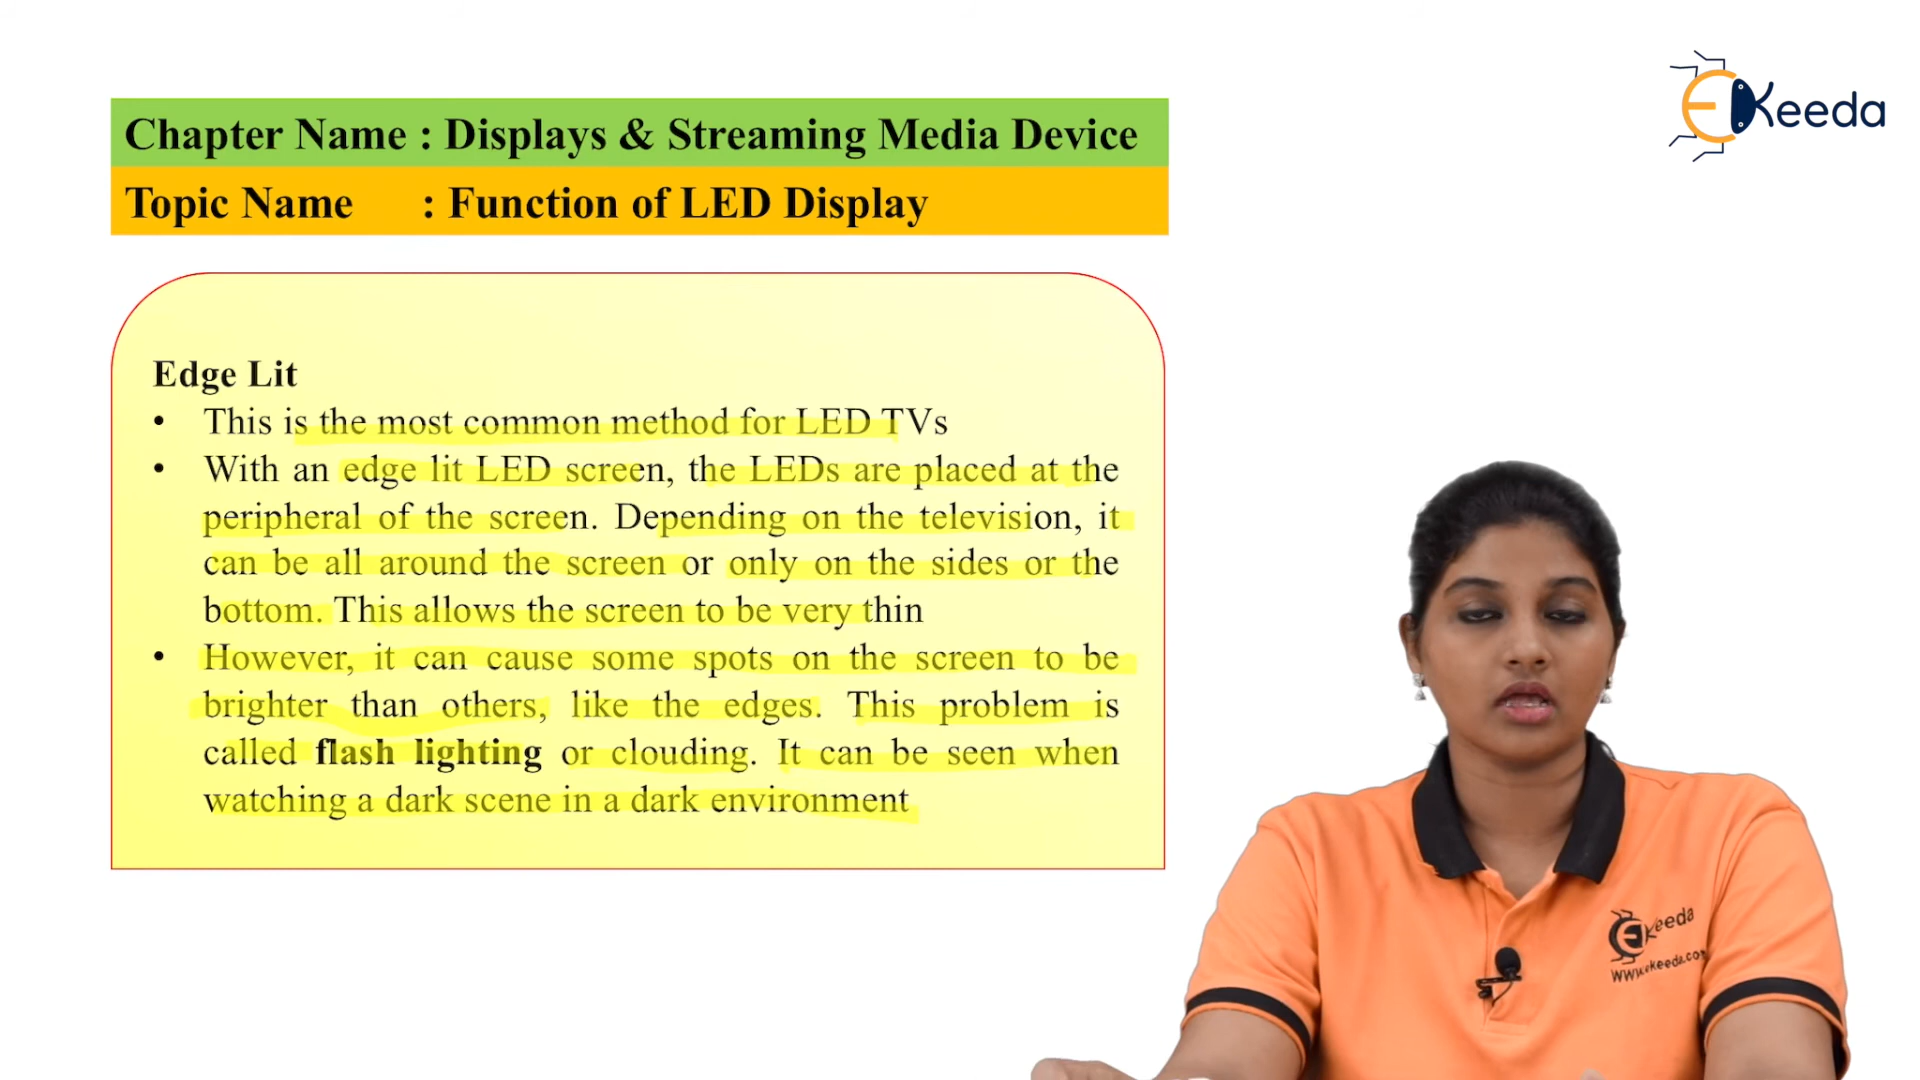 EKeeda
Chapter Name : Displays & Streaming Media Device
Topic Name : Function of LED Display
Edge Lit
• This is the most common method for LED TVs
• With an edge lit LED screen, the LEDs are placed at the
peripheral of the screen. Depending on the television, it
can be all around the screen or only on the sides or the
bottom. This allows the screen to be very thin
• However, it can cause some spots on the screen to be
brighter than others, like the edges. This problem is
called flash lighting or clouding. It can be seen when
watching a dark scene in a dark environment
EKeeda
www.ekeeda.com